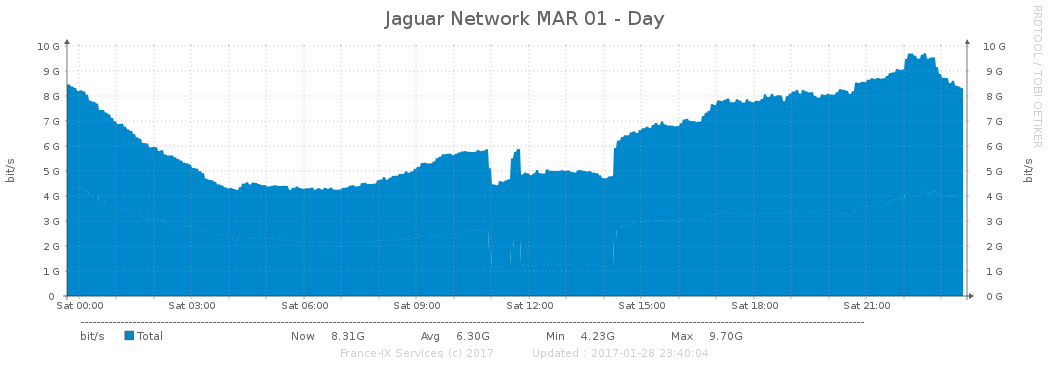 Jaguar Network MAR 01 - Day
RRDTOOL / TOBI OETIKER
bit/s
10 G
9 G
8 G
7 G
6 G
5 G
4 G
3 G
2 G
1 G
0
10 G
9 G
8 G
7 G
6 G
5 G
4 G
3 G
2 G
1 G
0 G
bit/s
Sat 00:00 Sat 03:00 Sat 06:00 Sat 09:00 Sat 12:00 Sat 15:00 Sat 18:00 Sat 21:00
bit/s Total Now 8.31G Avg 6.30G Min 4.23G Max 9.70G
France-IX Services (c) 2017 Updated : 2017-01-28 23:40:04